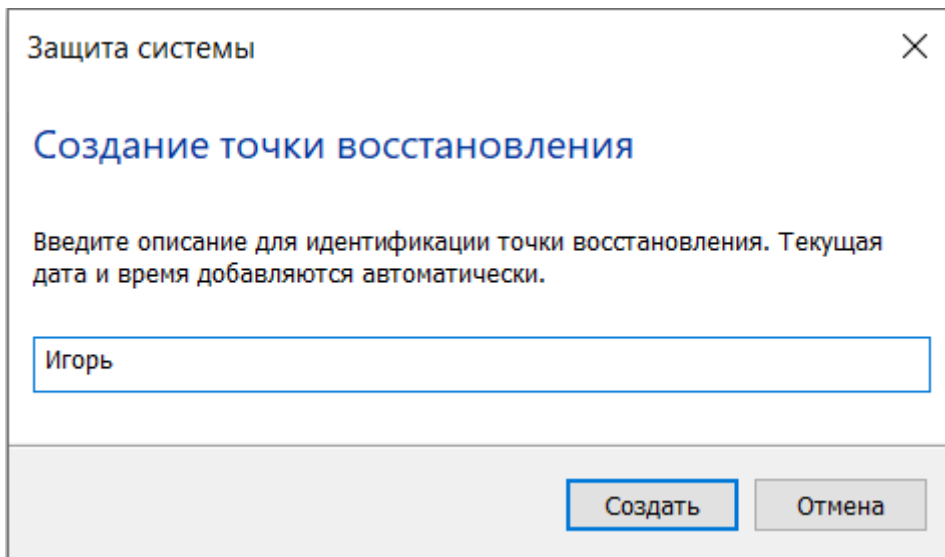 Защита системы
Создание точки восстановления
Введите описание для идентификации точки восстановления. Текущая
дата и время добавляются автоматически.
Игорь
Создать Отмена